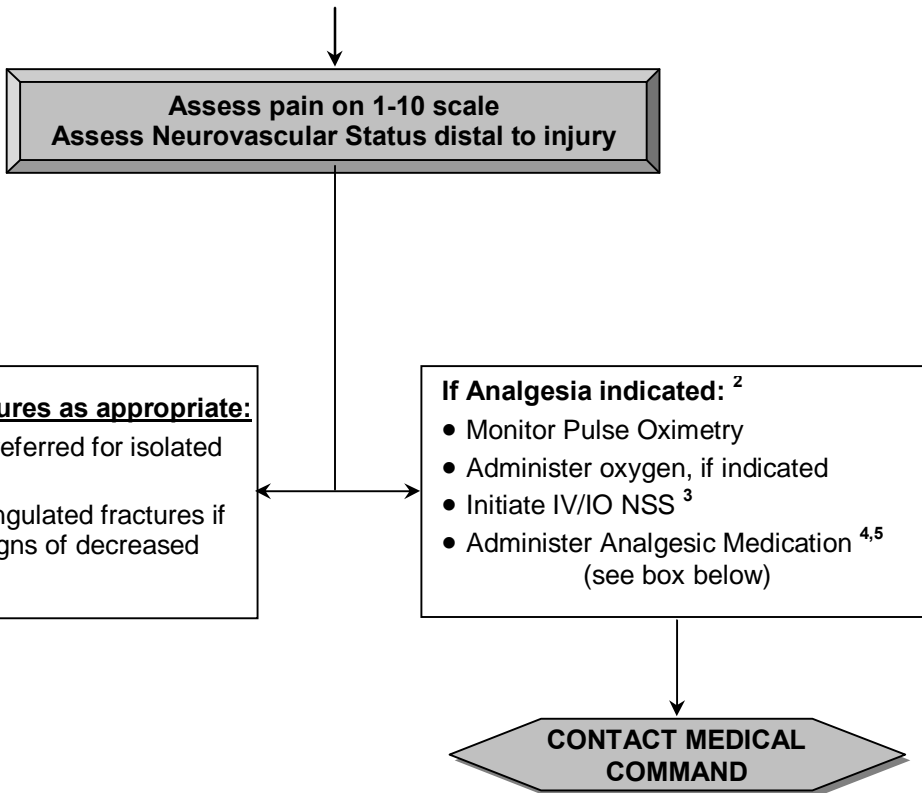 Assess pain on 1-10 scale
Assess Neurovascular Status distal to injury
ures as appropriate:
eferred for isolated
ngulated fractures if
gns of decreased
If Analgesia indicated: 2
• Monitor Pulse Oximetry
• Administer oxygen, if indicated
• Initiate IV/IO NSS 3
• Administer Analgesic Medication 4,5
(see box below)
CONTACT MEDICAL
COMMAND